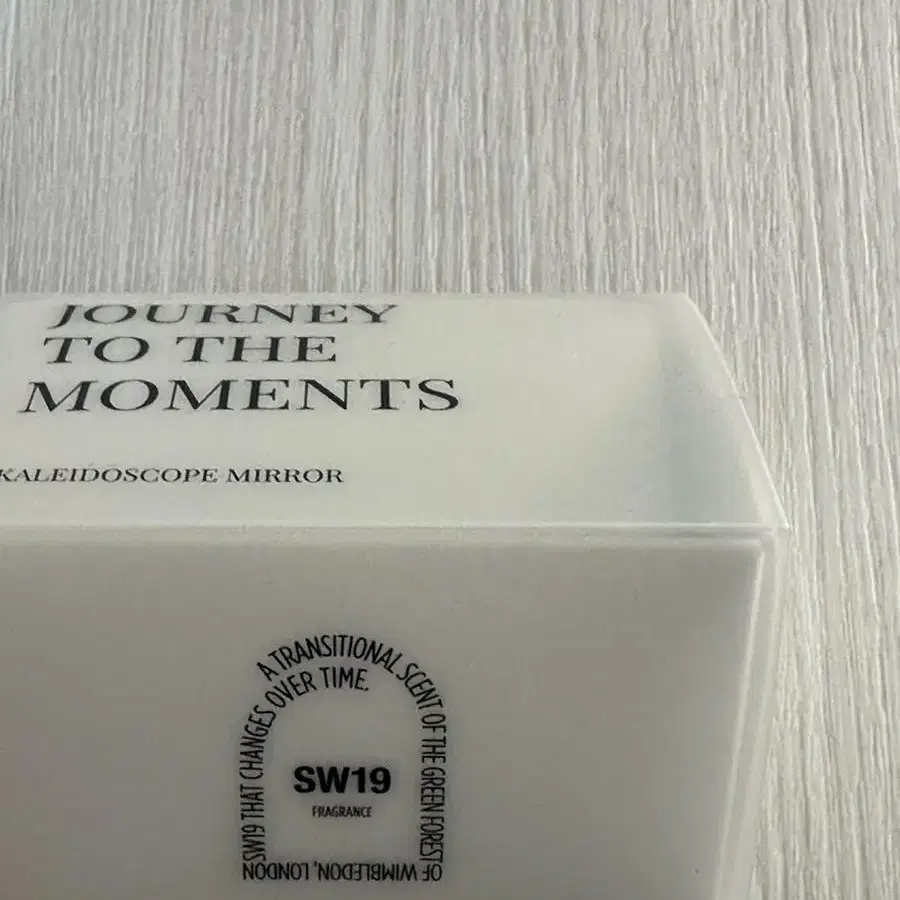 JOURNEY
TO THE
MOMENTS
KALEIDOSCOPE MIRROR
A TRANSITIONAL SCENT OF THE GREEN FOREST
OF WIMBLEDON, LONDON
SW19 THAT CHANGES
OVER TIME.
SW19
FRAGRANCE